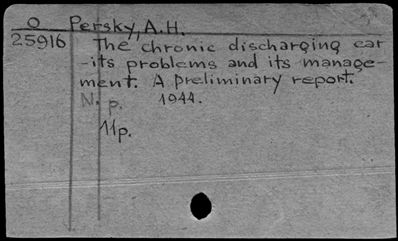 O Persky, A.H.
25916 The chronic discharging ear
-its problems and its manage-
ment. A preliminary report.
N. p. 1944.
11p.